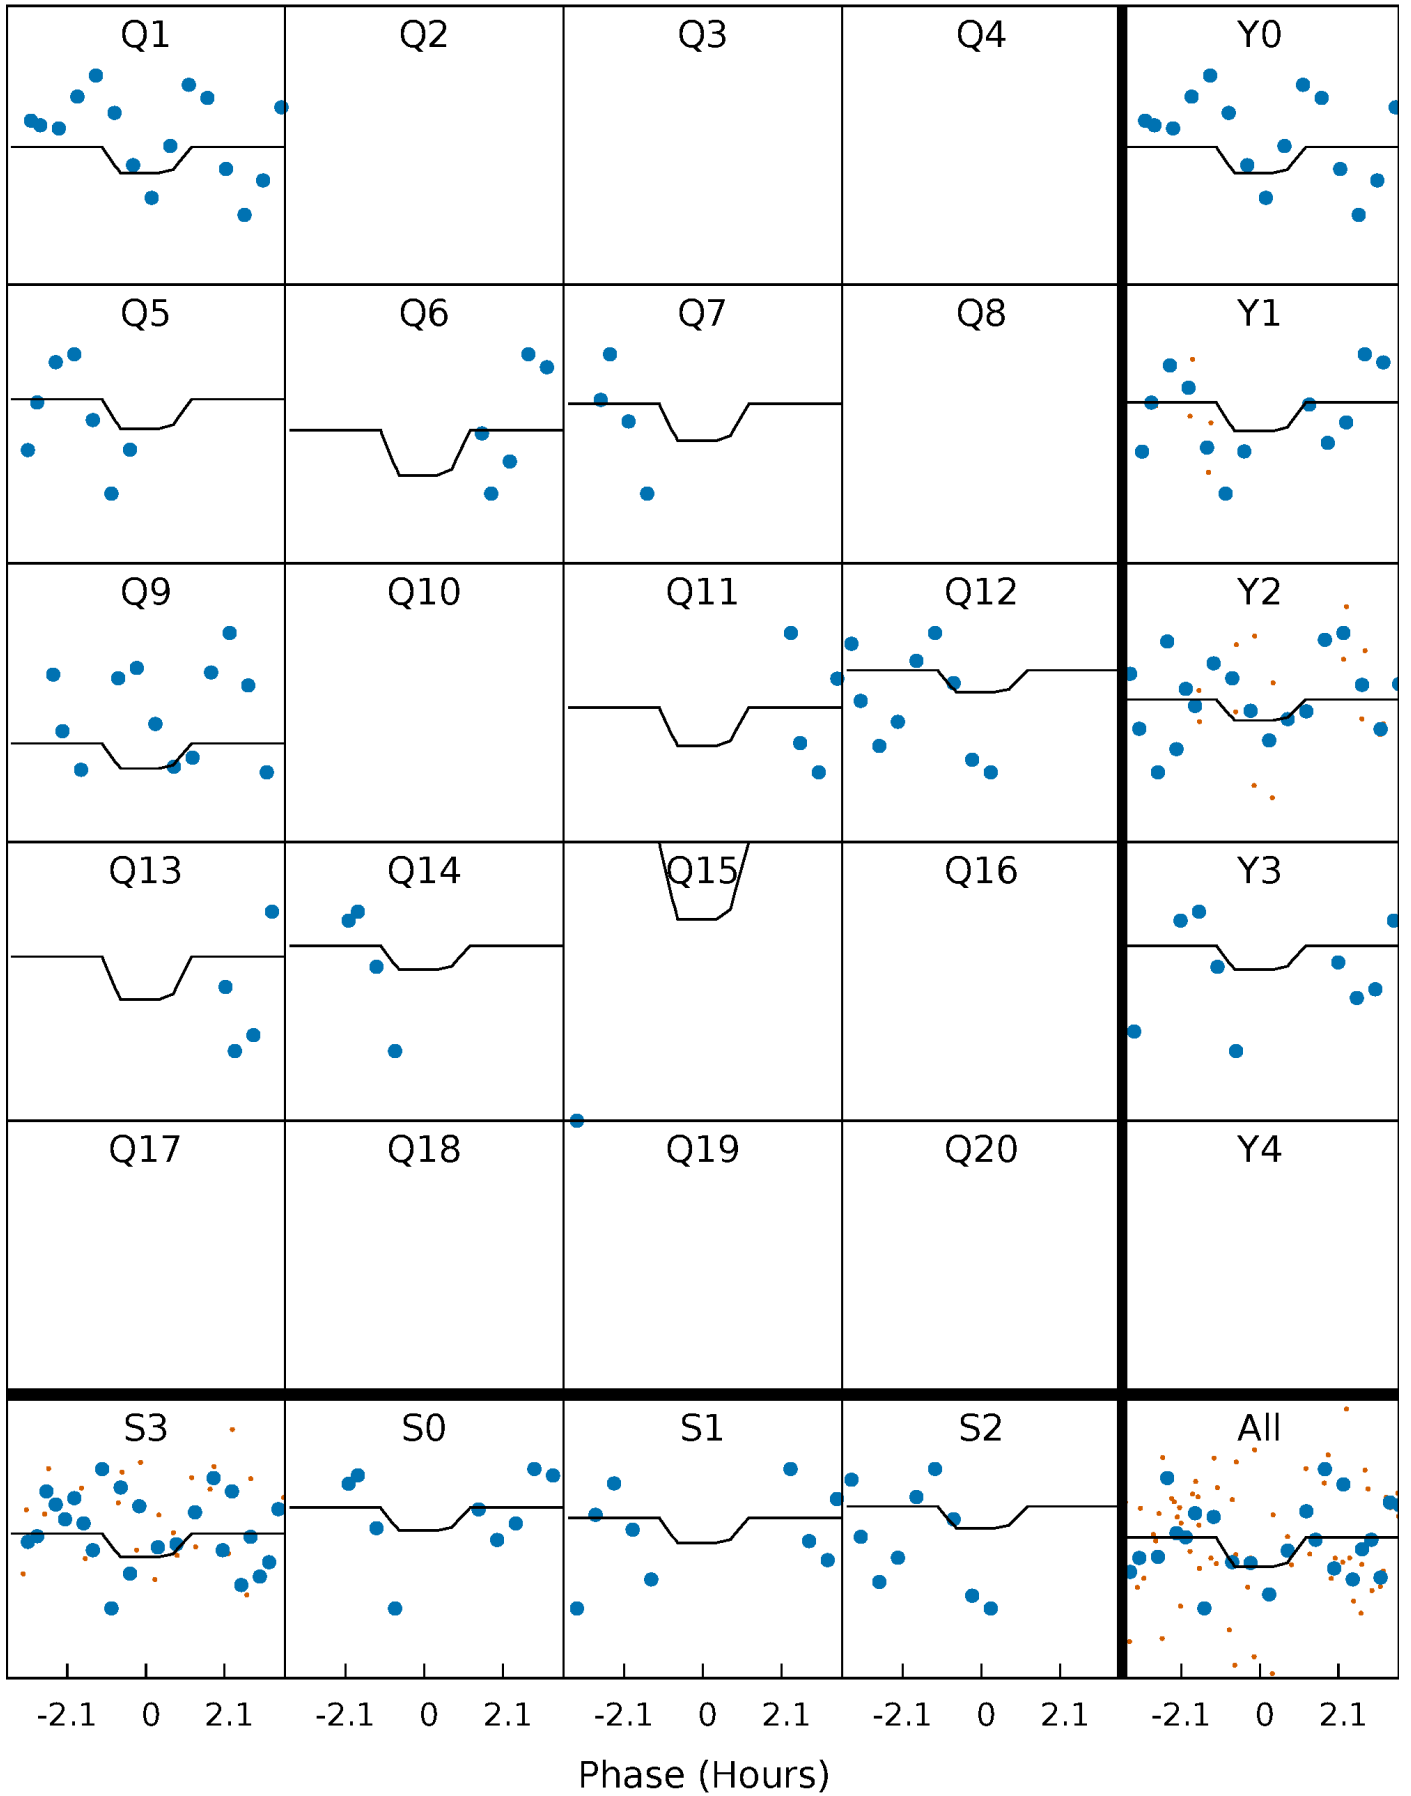 Q1 Q2 Q3 Q4 Y0
Q5 Q6 Q7 Q8 Y1
Q9 Q10 Q11 Q12 Y2
Q13 Q14 Q15 Q16 Y3
Q17 Q18 Q19 Q20 Y4
S3 S0 S1 S2 All
-2.1 0 2.1 -2.1 0 2.1 -2.1 0 2.1 -2.1 0 2.1 -2.1 0 2.1
Phase (Hours)